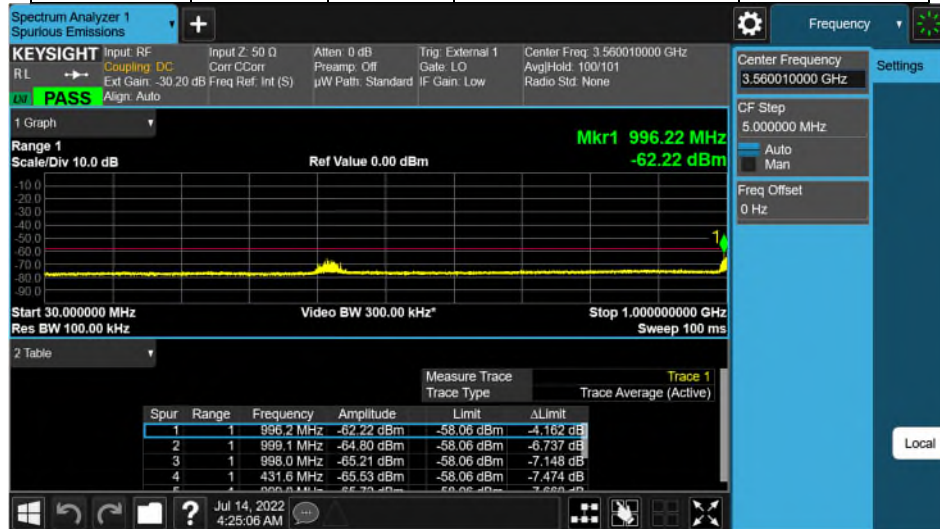 Spectrum Analyzer 1
Spurious Emissions
+
Frequency
KEYSIGHT Input: RF Input Z: 50 Ω Atten: 0 dB Trig: External 1 Center Freq: 3.560010000 GHz
RL Coupling: DC Corr CCorr Preamp: Off Gate: LO Avg|Hold: 100/101
Ext Gain: -30.20 dB Freq Ref: Int (S) µW Path: Standard IF Gain: Low Radio Std: None
LXI PASS Align: Auto
Center Frequency
3.560010000 GHz
Settings
CF Step
5.000000 MHz
Auto
Man
Freq Offset
0 Hz
Local
1 Graph
Range 1
Scale/Div 10.0 dB Ref Value 0.00 dBm
Mkr1 996.22 MHz
-62.22 dBm
-10.0
-20.0
-30.0
-40.0
-50.0
-60.0
-70.0
-80.0
-90.0
1
Start 30.000000 MHz Video BW 300.00 kHz* Stop 1.000000000 GHz
Res BW 100.00 kHz Sweep 100 ms
2 Table
Measure Trace Trace 1
Trace Type Trace Average (Active)
Spur Range Frequency Amplitude Limit ΔLimit
1 1 996.2 MHz -62.22 dBm -58.06 dBm -4.162 dB
2 1 999.1 MHz -64.80 dBm -58.06 dBm -6.737 dB
3 1 998.0 MHz -65.21 dBm -58.06 dBm -7.148 dB
4 1 431.6 MHz -65.53 dBm -58.06 dBm -7.474 dB
?
Jul 14, 2022
4:25:06 AM